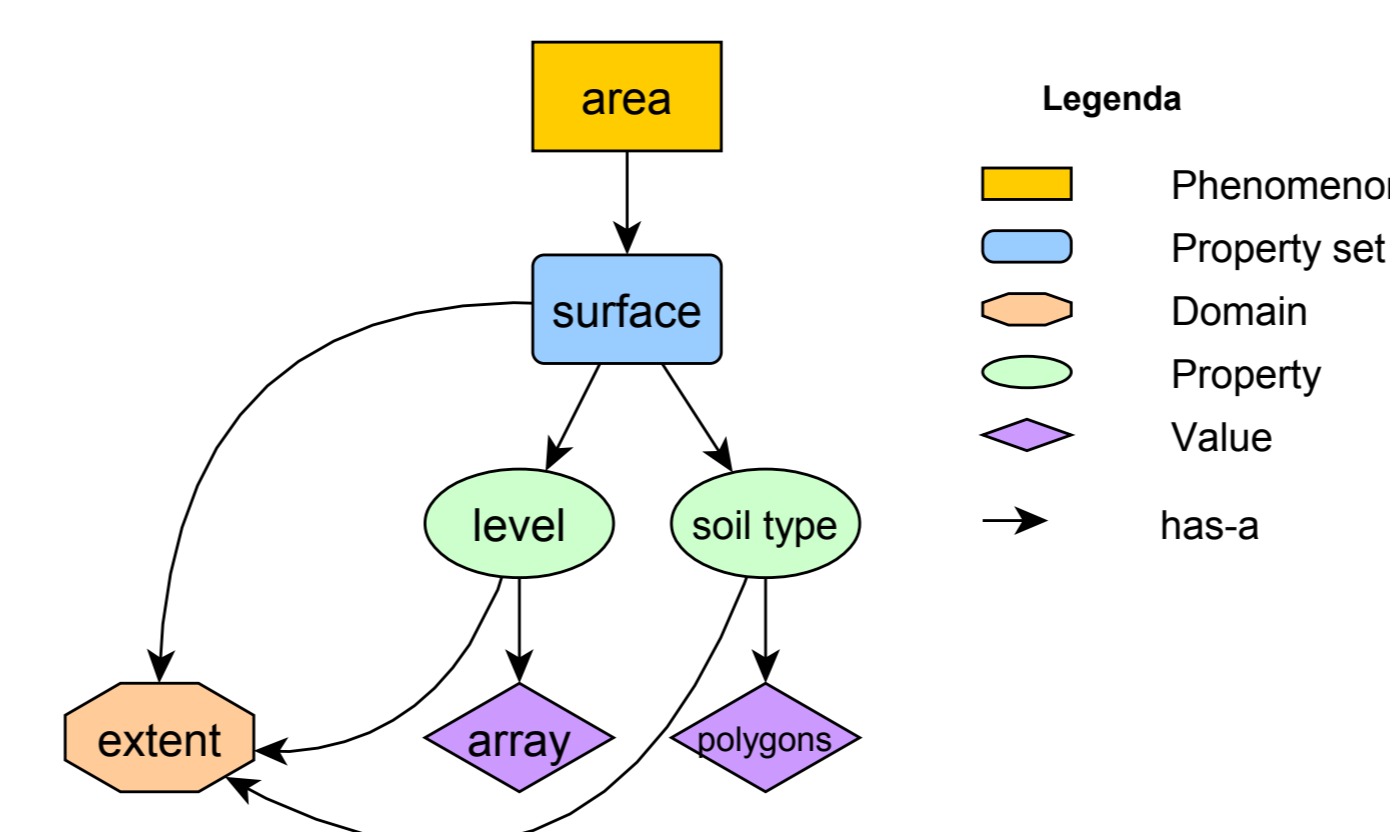 area
Legenda
Phenomenon
Property set
surface
Domain
Property
Value
level
soil type
has-a
extent
array
polygons